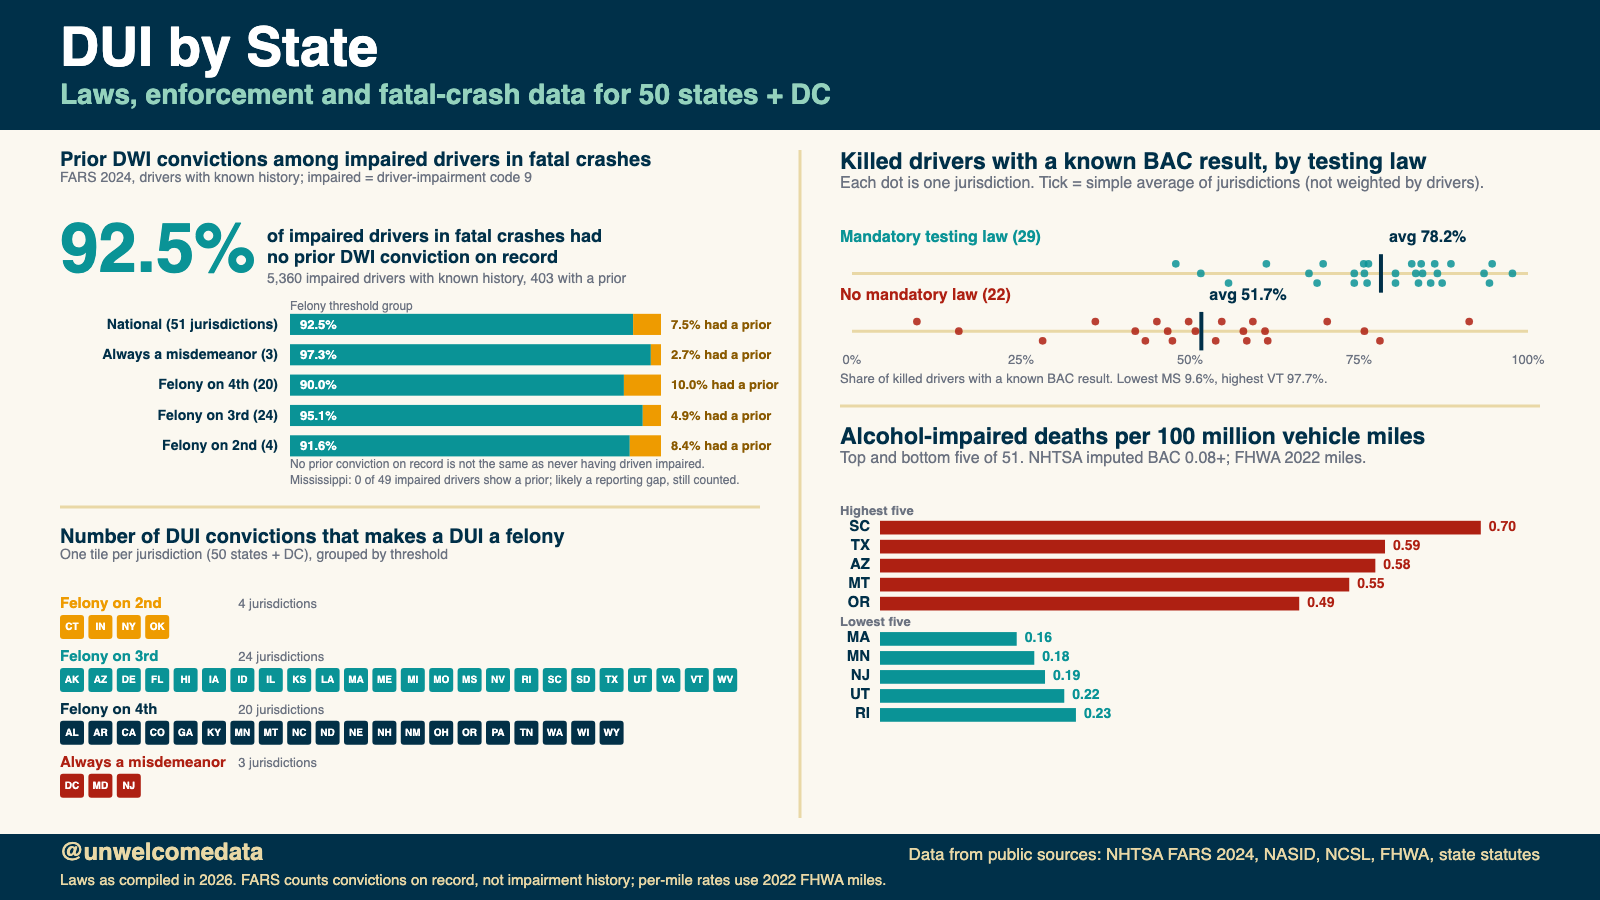 DUI by State
Laws, enforcement and fatal-crash data for 50 states + DC
Prior DWI convictions among impaired drivers in fatal crashes
FARS 2024, drivers with known history; impaired = driver-impairment code 9
92.5%
of impaired drivers in fatal crashes had
no prior DWI conviction on record
5,360 impaired drivers with known history, 403 with a prior
Felony threshold group
National (51 jurisdictions) 92.5% 7.5% had a prior
Always a misdemeanor (3) 97.3% 2.7% had a prior
Felony on 4th (20) 90.0% 10.0% had a prior
Felony on 3rd (24) 95.1% 4.9% had a prior
Felony on 2nd (4) 91.6% 8.4% had a prior
No prior conviction on record is not the same as never having driven impaired.
Mississippi: 0 of 49 impaired drivers show a prior; likely a reporting gap, still counted.
Number of DUI convictions that makes a DUI a felony
One tile per jurisdiction (50 states + DC), grouped by threshold
Felony on 2nd 4 jurisdictions
CT IN NY OK
Felony on 3rd 24 jurisdictions
AK AZ DE FL HI IA ID IL KS LA MA ME MI MO MS NV RI SC SD TX UT VA VT WV
Felony on 4th 20 jurisdictions
AL AR CA CO GA KY MN MT NC ND NE NH NM OH OR PA TN WA WI WY
Always a misdemeanor 3 jurisdictions
DC MD NJ
Killed drivers with a known BAC result, by testing law
Each dot is one jurisdiction. Tick = simple average of jurisdictions (not weighted by drivers).
Mandatory testing law (29) avg 78.2%
No mandatory law (22) avg 51.7%
0% 25% 50% 75% 100%
Share of killed drivers with a known BAC result. Lowest MS 9.6%, highest VT 97.7%.
Alcohol-impaired deaths per 100 million vehicle miles
Top and bottom five of 51. NHTSA imputed BAC 0.08+; FHWA 2022 miles.
Highest five
SC 0.70
TX 0.59
AZ 0.58
MT 0.55
OR 0.49
Lowest five
MA 0.16
MN 0.18
NJ 0.19
UT 0.22
RI 0.23
@unwelcomedata
Data from public sources: NHTSA FARS 2024, NASID, NCSL, FHWA, state statutes
Laws as compiled in 2026. FARS counts convictions on record, not impairment history; per-mile rates use 2022 FHWA miles.